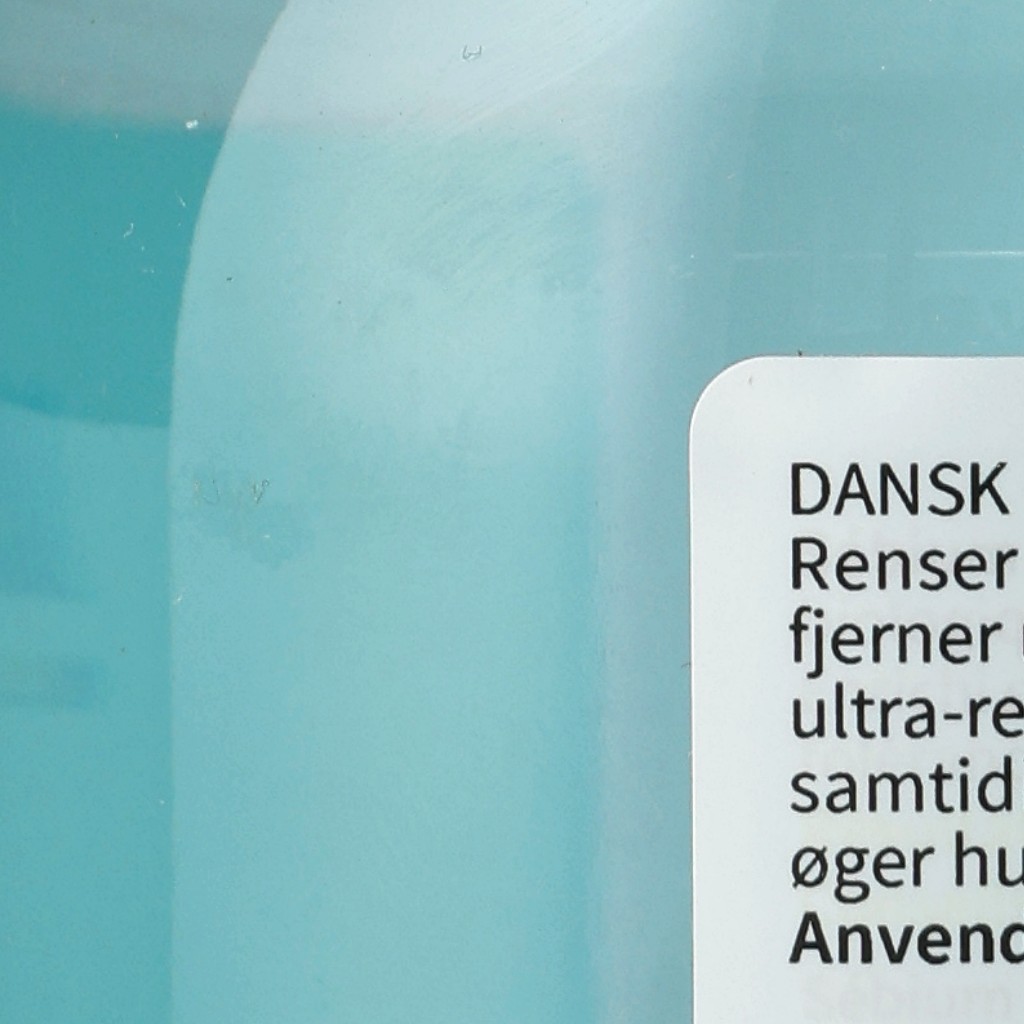 DANSK
Renser
fjerner
ultra-re
samtid
øger hu
Anvend